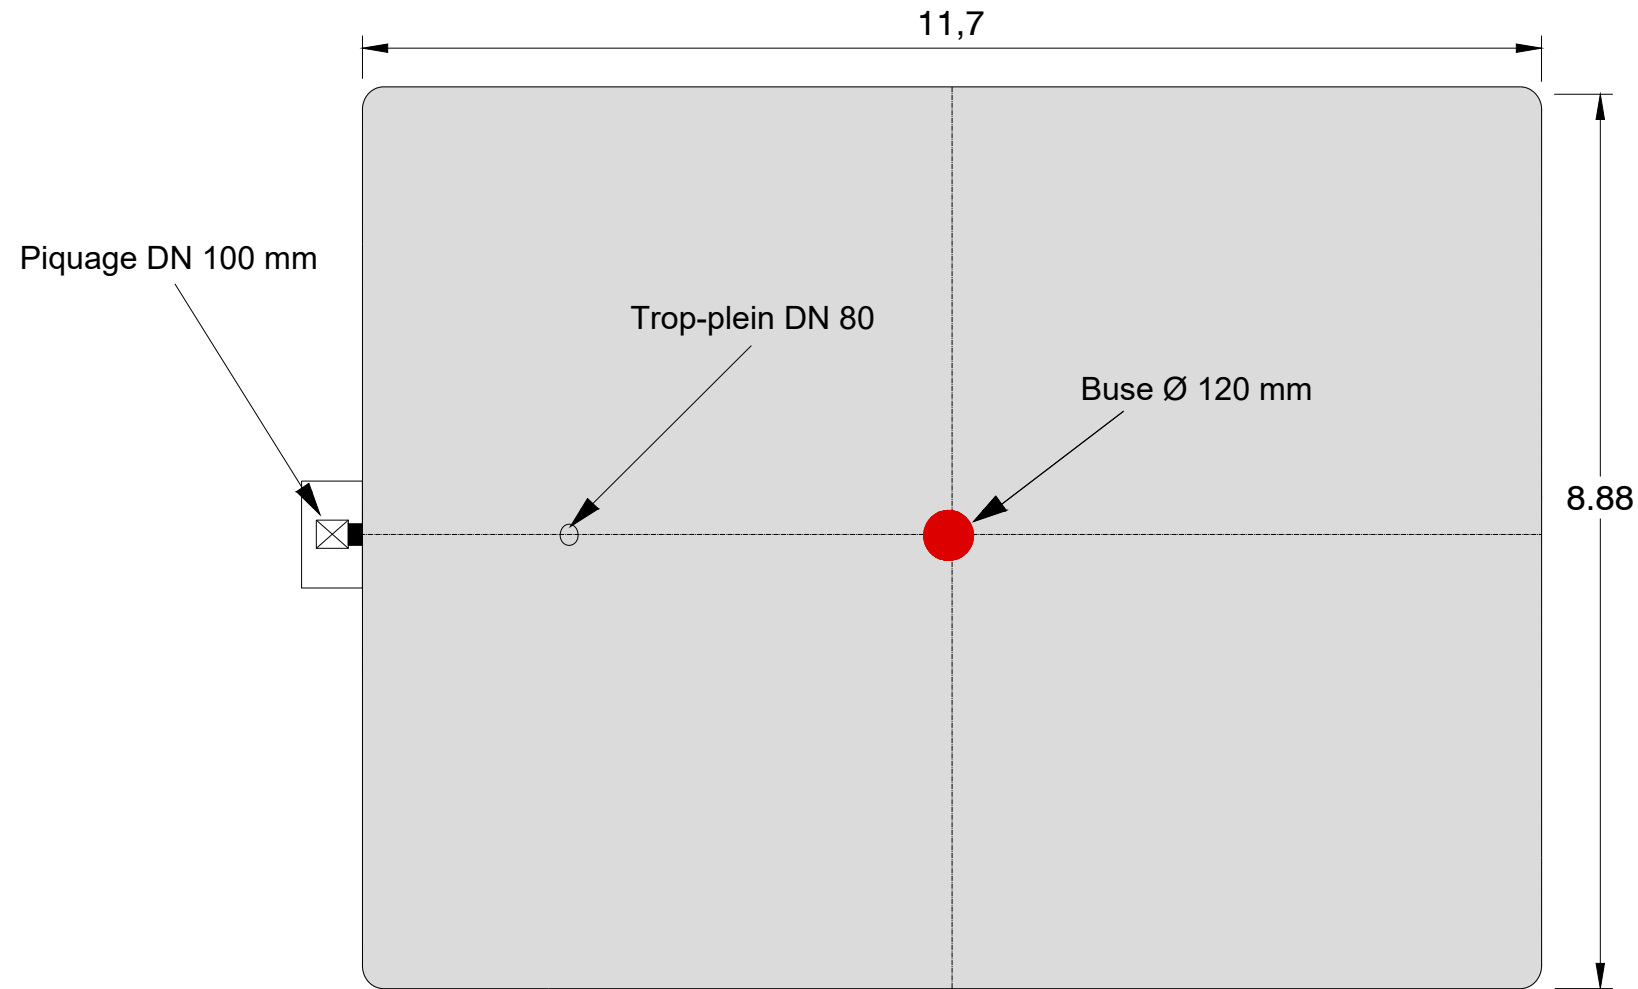 11,7
Piquage DN 100 mm
Trop-plein DN 80
Buse Ø 120 mm
8.88